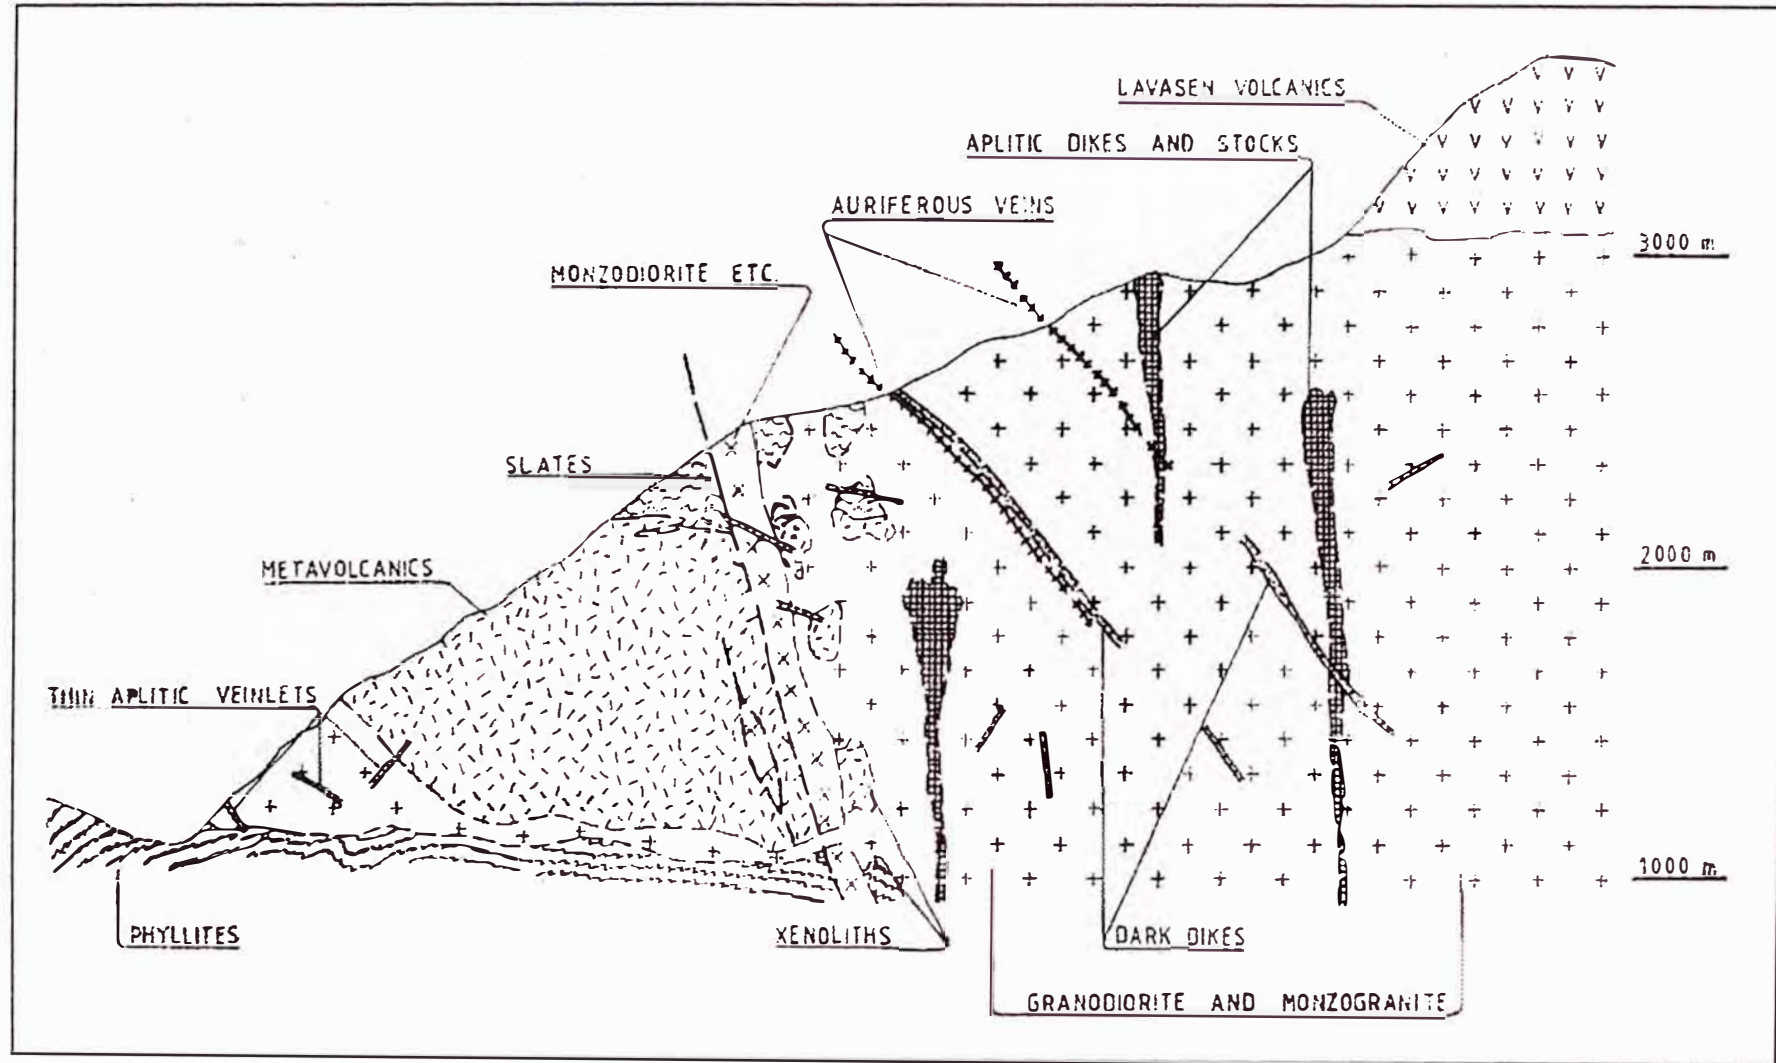 LAVASEN VOLCANICS
APLITIC DIKES AND STOCKS
AURIFEROUS VEINS
3000 m
MONZODIORITE ETC.
SLATES
2000 m
METAVOLCANICS
THIN APLITIC VEINLETS
1000 m
PHYLLITES
XENOLITHS
DARK DIKES
GRANODIORITE AND MONZOGRANITE